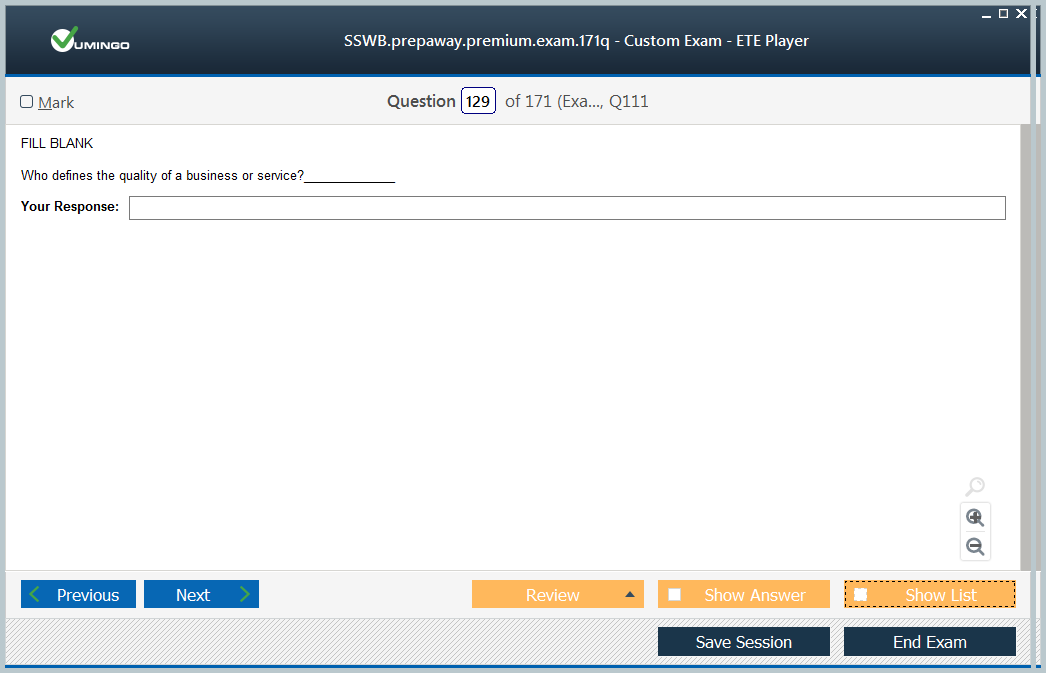 VUMINGO
SSWB.prepaway.premium.exam.171q - Custom Exam - ETE Player
Mark
Question 129 of 171 (Exa..., Q111
FILL BLANK
Who defines the quality of a business or service?_____________
Your Response:
Previous
Next
Review
Show Answer
Show List
Save Session
End Exam